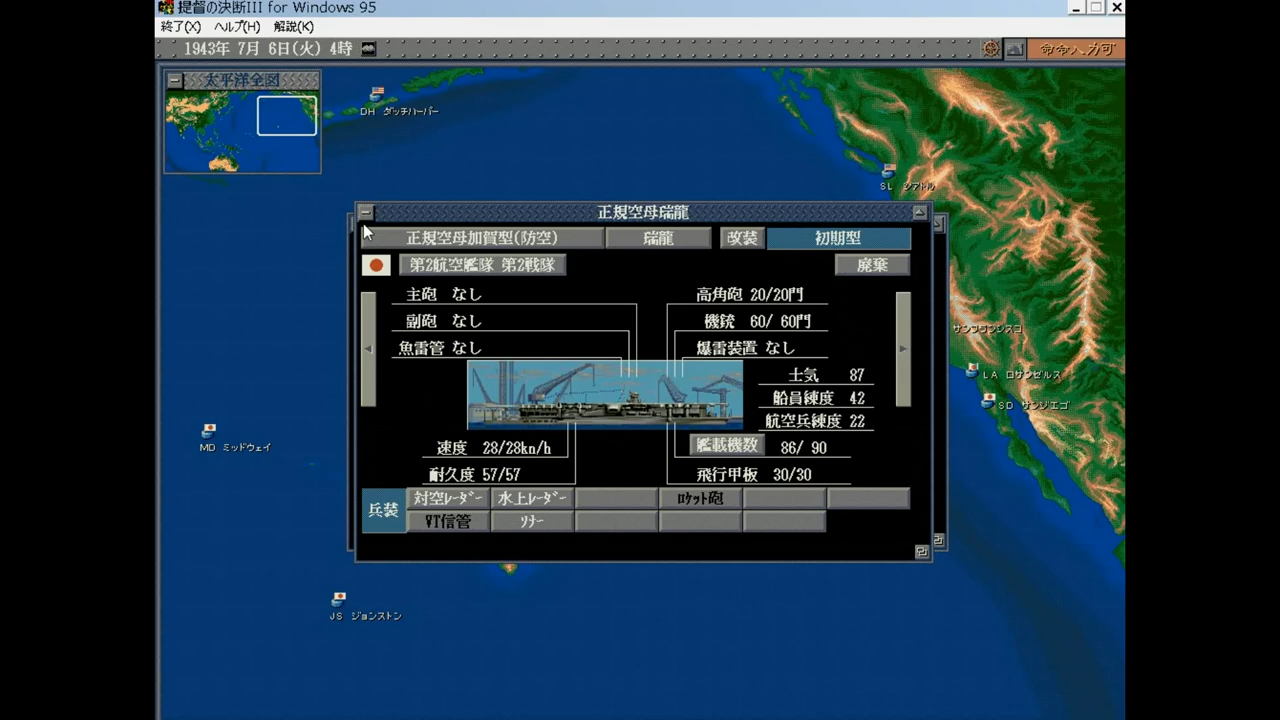 提督の決断III for Windows 95
終了(X) ヘルプ(H) 解説(K)
1943年 7月 6日(火) 4時
命令入力可
太平洋全図
DH ダッチハーバー
SL シアトル
正規空母瑞龍
正規空母加賀型(防空) 瑞龍 改装 初期型
第2航空艦隊 第2戦隊 廃棄
主砲 なし 高角砲 20/20門
副砲 なし 機銃 60/ 60門
魚雷管 なし 爆雷装置 なし
士気 87
船員練度 42
航空兵練度 22
速度 28/28kn/h 艦載機数 86/ 90
耐久度 57/57 飛行甲板 30/30
兵装 対空レーダー 水上レーダー ロケット砲
VT信管 ソナー
サンフランシスコ
LA ロサンゼルス
SD サンジエゴ
MD ミッドウェイ
JS ジョンストン